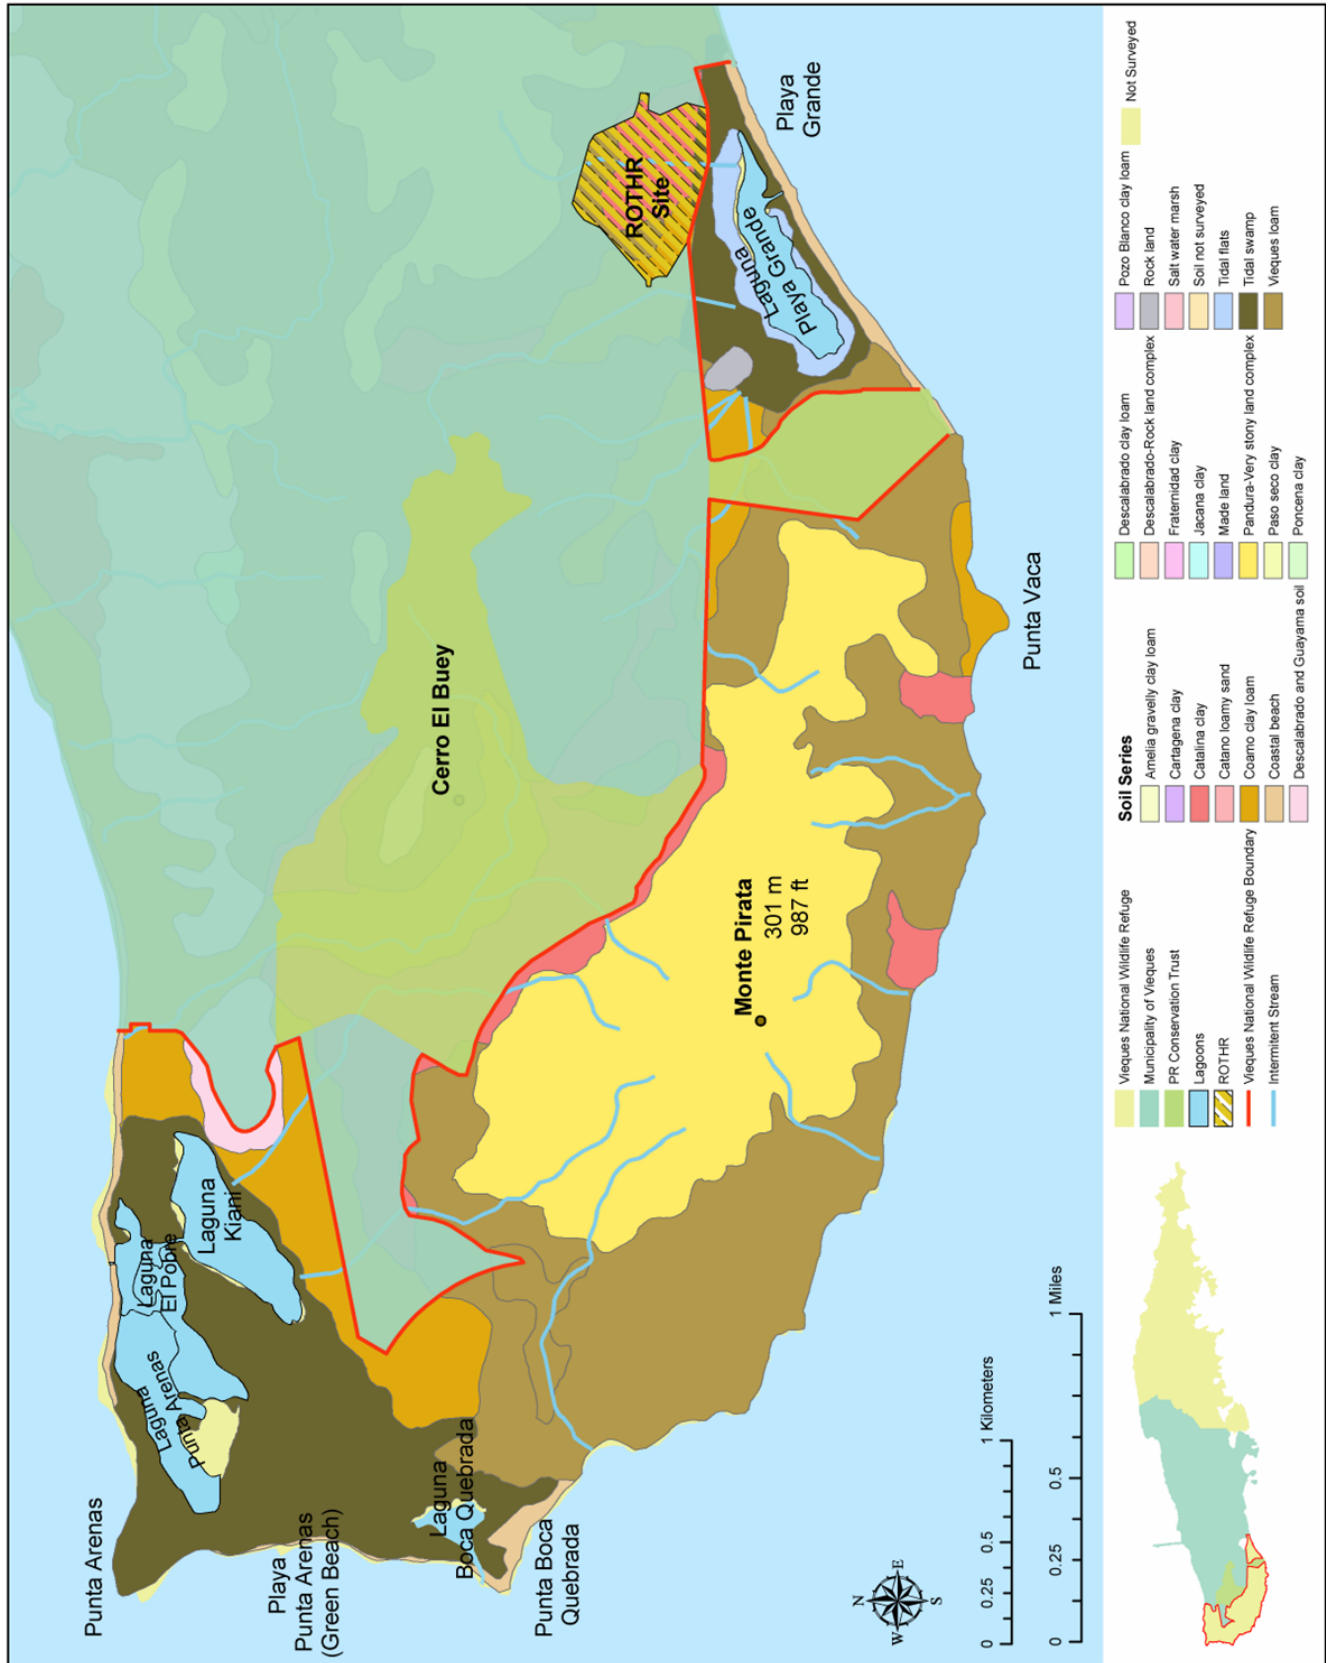 Punta Arenas
Playa
Punta Arenas
(Green Beach)
Punta Boca
Quebrada
Laguna
Boca Quebrada
Laguna
Punta Arenas
Laguna
El Pobre
Laguna
Kiani
Monte Pirata
301 m
987 ft
Cerro El Buey
Punta Vaca
ROTHR
Site
Laguna
Playa Grande
Playa
Grande
N
W
E
S
0
0.25
0.5
1 Kilometers
0
0.25
0.5
1 Miles
Vieques National Wildlife Refuge
Municipality of Vieques
PR Conservation Trust
Lagoons
ROTHR
Vieques National Wildlife Refuge Boundary
Intermitent Stream
Soil Series
Amelia gravelly clay loam
Cartagena clay
Catalina clay
Catano loamy sand
Coamo clay loam
Coastal beach
Descalabrado and Guayama soil
Descalabrado clay loam
Descalabrado-Rock land complex
Fraternidad clay
Jacana clay
Made land
Pandura-Very stony land complex
Paso seco clay
Poncena clay
Pozo Blanco clay loam
Rock land
Salt water marsh
Soil not surveyed
Tidal flats
Tidal swamp
Vieques loam
Not Surveyed